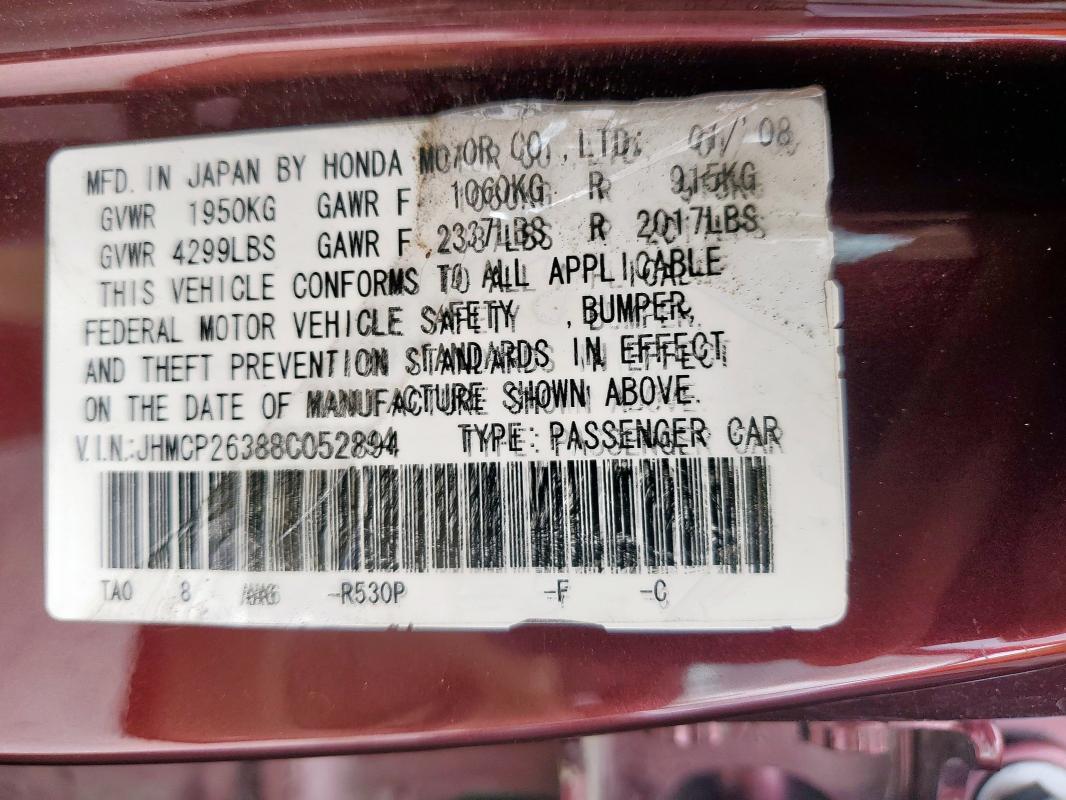 MFD. IN JAPAN BY HONDA MOTOR CO., LTD. 01/'08
GVWR 1950KG GAWR F 1060KG R 915KG
GVWR 4299LBS GAWR F 2337LBS R 2017LBS
THIS VEHICLE CONFORMS TO ALL APPLICABLE
FEDERAL MOTOR VEHICLE SAFETY , BUMPER,
AND THEFT PREVENTION STANDARDS IN EFFECT
ON THE DATE OF MANUFACTURE SHOWN ABOVE.
V.I.N.:JHMCP26388C052894 TYPE: PASSENGER CAR
TA0 8 -R530P -F -C